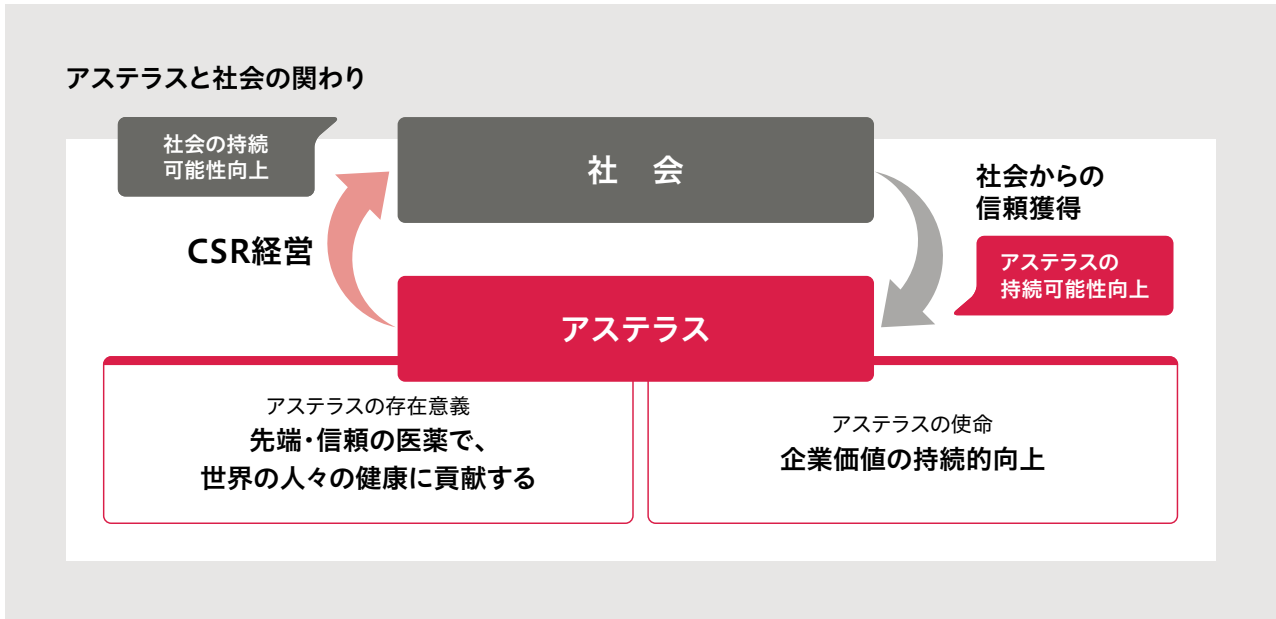 アステラスと社会の関わり
社会の持続
可能性向上
社　会
社会からの
信頼獲得
CSR経営
アステラスの
持続可能性向上
アステラス
アステラスの存在意義
先端・信頼の医薬で、
世界の人々の健康に貢献する
アステラスの使命
企業価値の持続的向上